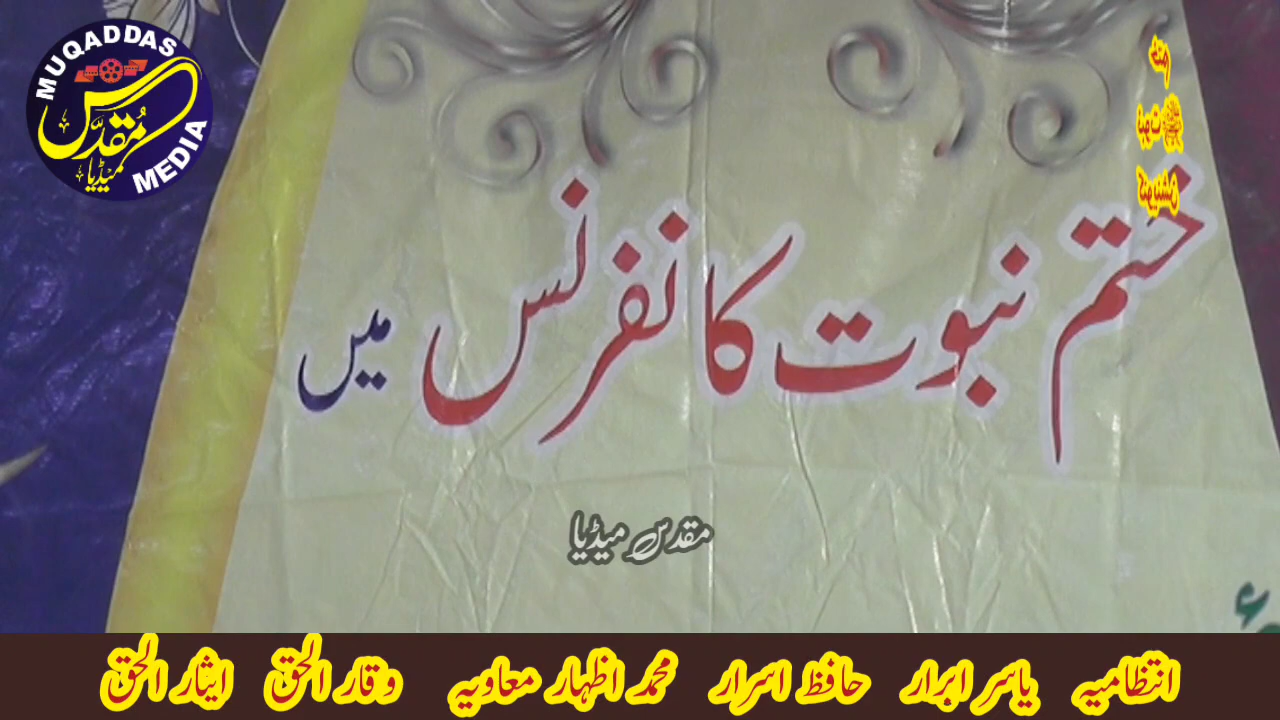 MUQADDAS
مُقدَّس
میڈیا
MEDIA
ختم نبوت کانفرنس میں
مقدس میڈیا
انتظامیہ یاسر ابرار حافظ اسرار محمد اظہار معاویہ وقار الحق ایثار الحق